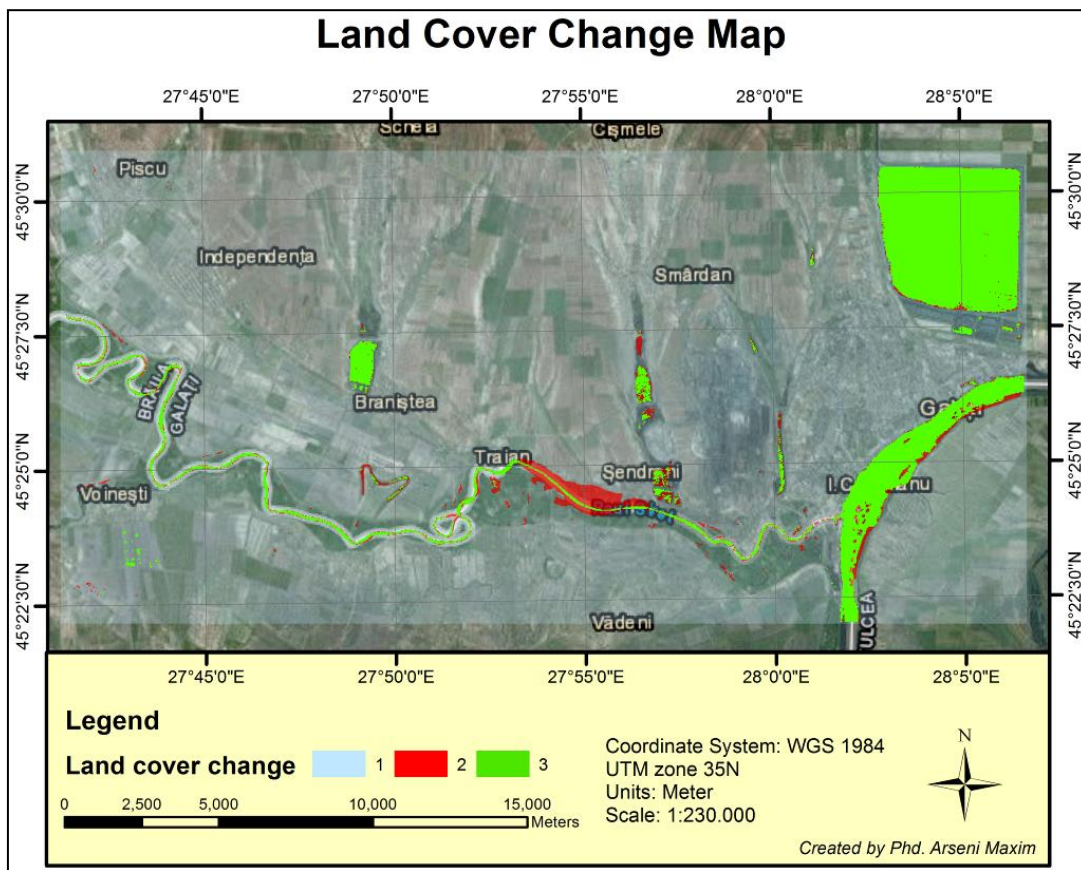 Land Cover Change Map
27°45'0"E 27°50'0"E 27°55'0"E 28°0'0"E 28°5'0"E
Scheia
Cișmele
Piscu
45°30'0"N
45°30'0"N
Independența
Smârdan
45°27'30"N
45°27'30"N
BRĂILA
GALAȚI
Braniștea
Galați
45°25'0"N
45°25'0"N
Traian
Șendreni
Voinești
45°22'30"N
45°22'30"N
Vădeni
ULCEA
27°45'0"E 27°50'0"E 27°55'0"E 28°0'0"E 28°5'0"E
Legend
Land cover change 1 2 3
0 2,500 5,000 10,000 15,000
Meters
Coordinate System: WGS 1984
UTM zone 35N
Units: Meter
Scale: 1:230.000
N
Created by Phd. Arseni Maxim